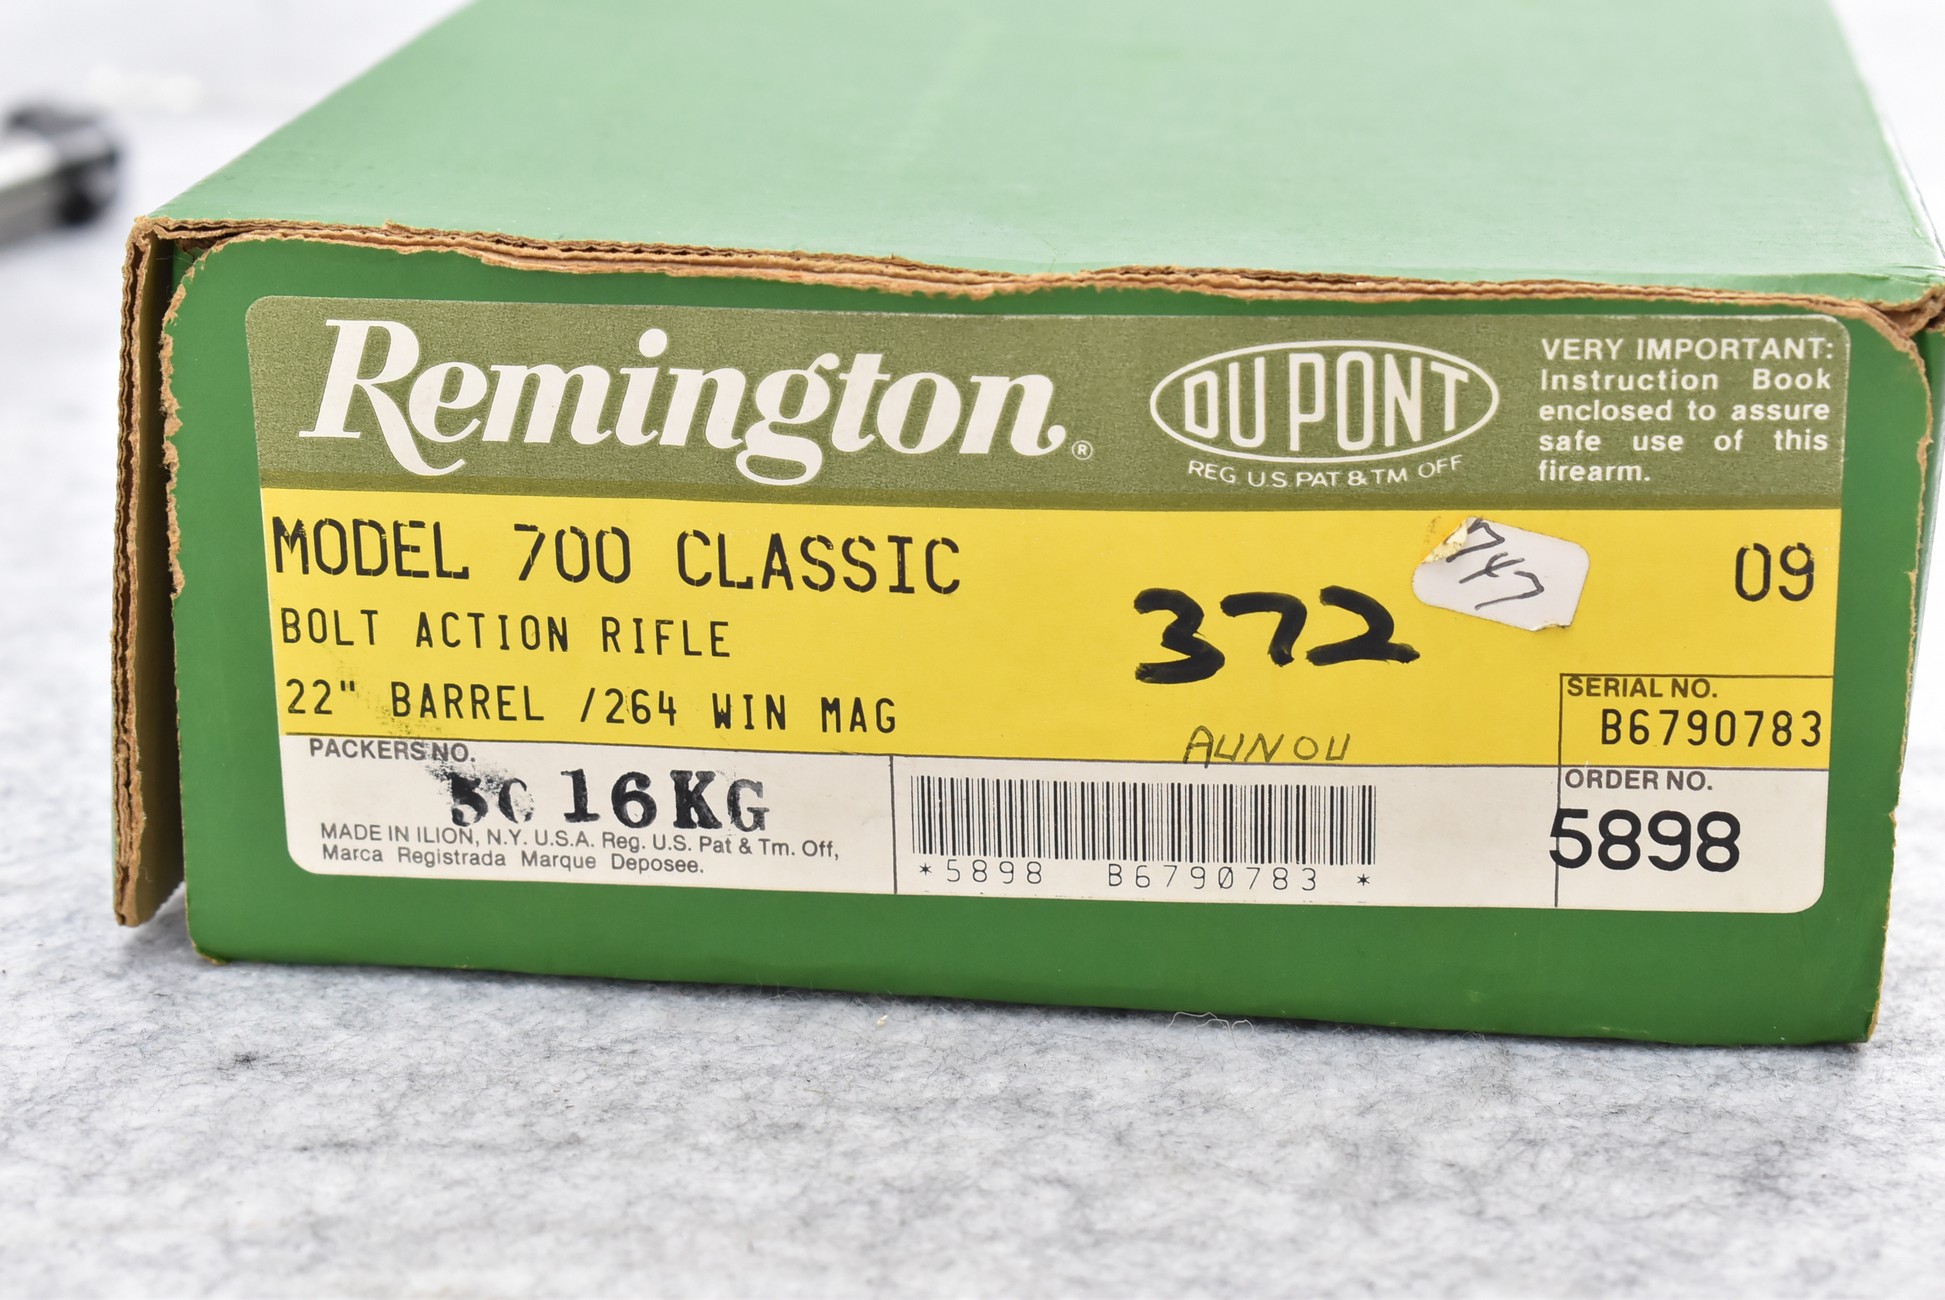 Remington®
DU PONT
REG. U.S. PAT & TM OFF
VERY IMPORTANT:
Instruction Book
enclosed to assure
safe use of this
firearm.
MODEL 700 CLASSIC
09
BOLT ACTION RIFLE
372
747
22" BARREL /264 WIN MAG
SERIAL NO.
B6790783
AUNOU
PACKERS NO.
16KG
MADE IN ILION, N.Y. U.S.A. Reg. U.S. Pat & Tm. Off,
Marca Registrada Marque Deposee.
*5898 B6790783 *
ORDER NO.
5898